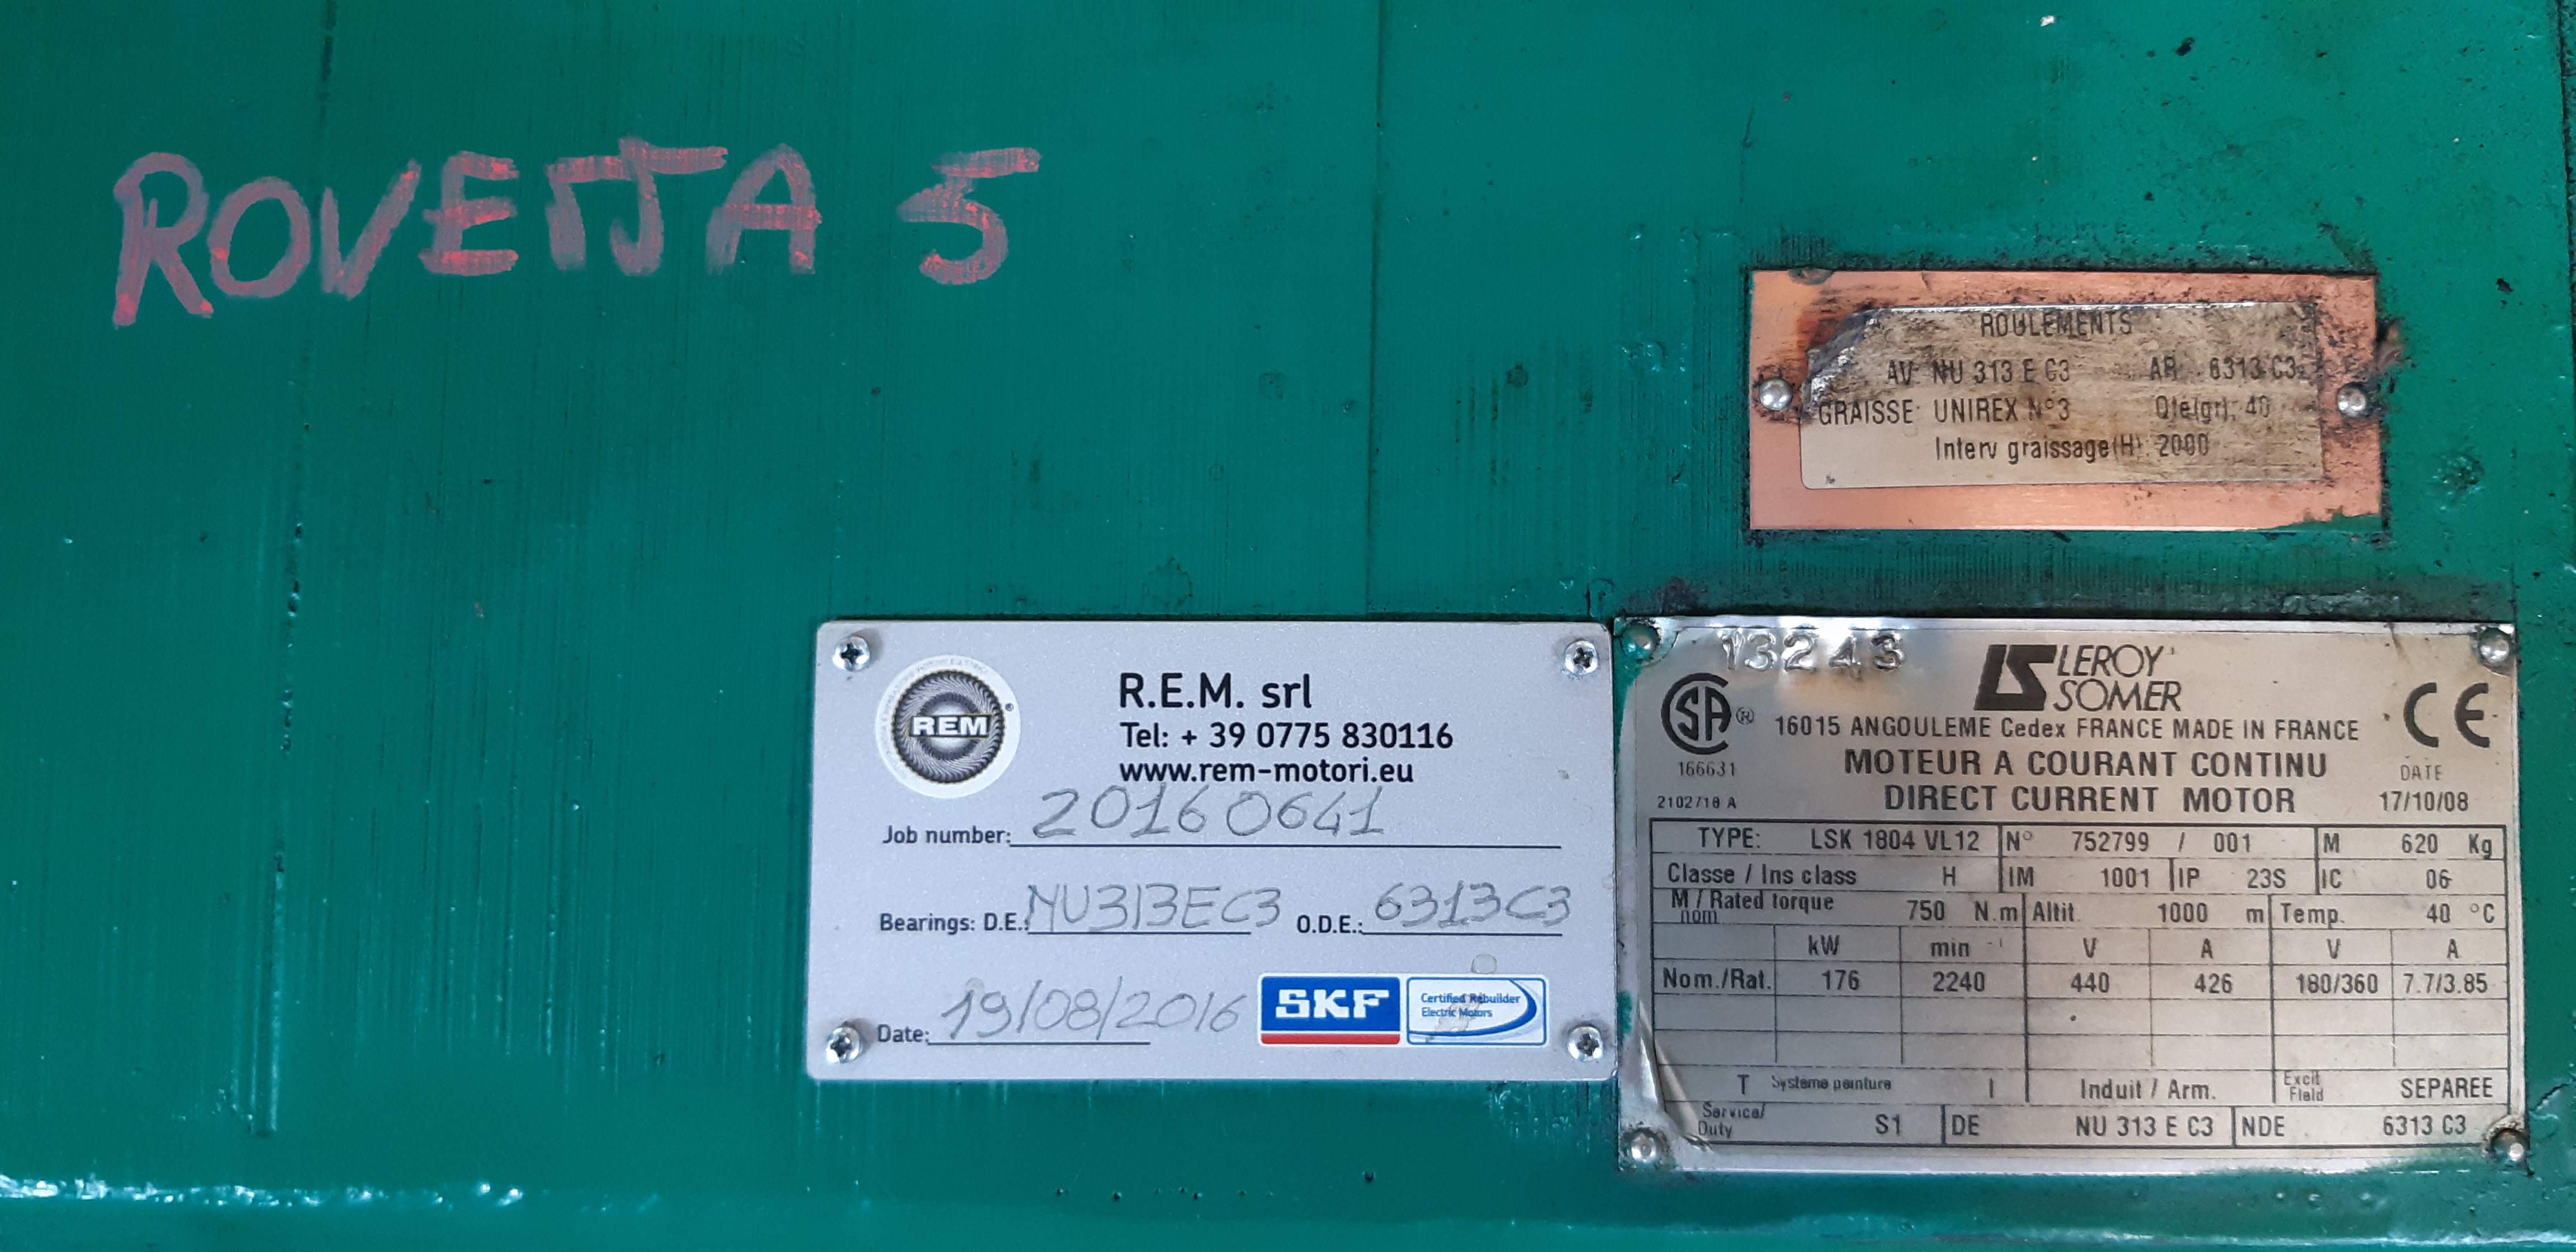 ROVETTA 5
ROULEMENTS
AV: NU 313 E C3 AR: 6313 C3
GRAISSE: UNIREX N°3 Qté(gr): 40
Interv graissage(H): 2000
REM ®
R.E.M. srl
Tel: + 39 0775 830116
www.rem-motori.eu
Job number: 20160641
Bearings: D.E.: NU313EC3 O.D.E.: 6313C3
Date: 19/08/2016
SKF Certified Rebuilder
Electric Motors
13243
LS LEROY
SOMER
SA ® 16015 ANGOULEME Cedex FRANCE MADE IN FRANCE CE
166631 MOTEUR A COURANT CONTINU DATE
2102718 A DIRECT CURRENT MOTOR 17/10/08
TYPE: LSK 1804 VL12 N° 752799 / 001 M 620 Kg
Classe / Ins class H IM 1001 IP 23S IC 06
M / Rated torque
nom 750 N.m Altit. 1000 m Temp. 40 °C
kW min -1 V A V A
Nom./Rat. 176 2240 440 426 180/360 7.7/3.85
T Système peinture I Induit / Arm. Excit
Field SEPAREE
Service/
Duty S1 DE NU 313 E C3 NDE 6313 C3